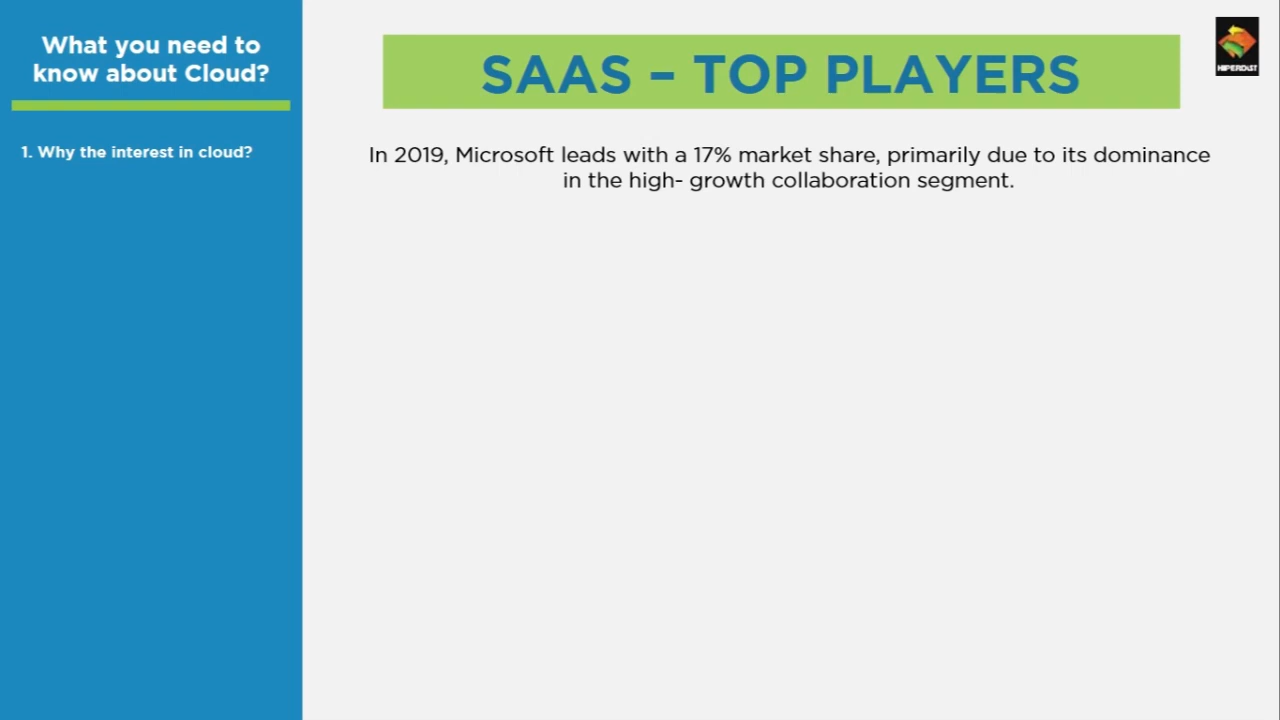 What you need to
know about Cloud?
1. Why the interest in cloud?
SAAS – TOP PLAYERS
In 2019, Microsoft leads with a 17% market share, primarily due to its dominance
in the high- growth collaboration segment.
HIPERDIST